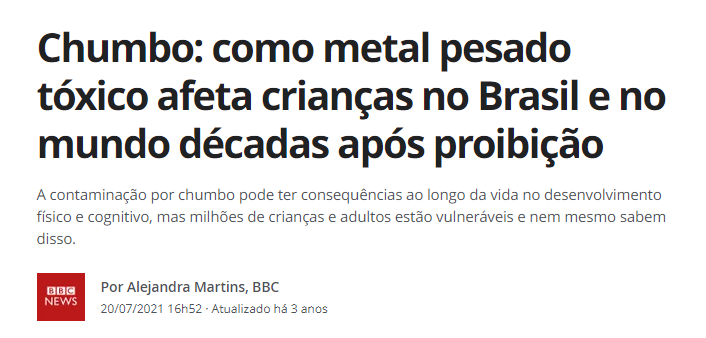 Chumbo: como metal pesado
tóxico afeta crianças no Brasil e no
mundo décadas após proibição
A contaminação por chumbo pode ter consequências ao longo da vida no desenvolvimento
físico e cognitivo, mas milhões de crianças e adultos estão vulneráveis e nem mesmo sabem
disso.
BBC
NEWS
Por Alejandra Martins, BBC
20/07/2021 16h52 · Atualizado há 3 anos